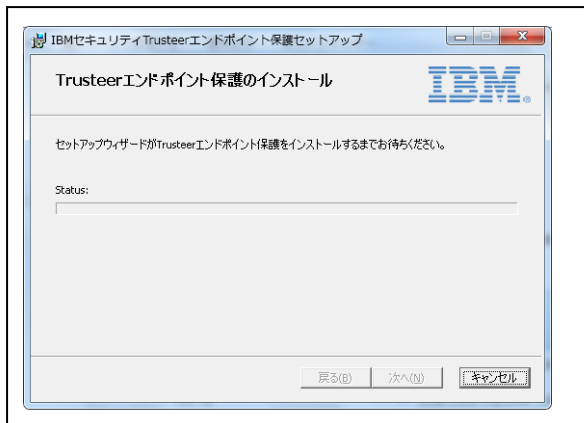 IBMセキュリティTrusteerエンドポイント保護セットアップ
Trusteerエンドポイント保護のインストール
IBM®
セットアップウィザードがTrusteerエンドポイント保護をインストールするまでお待ちください。
Status:
戻る(B) 次へ(N) キャンセル